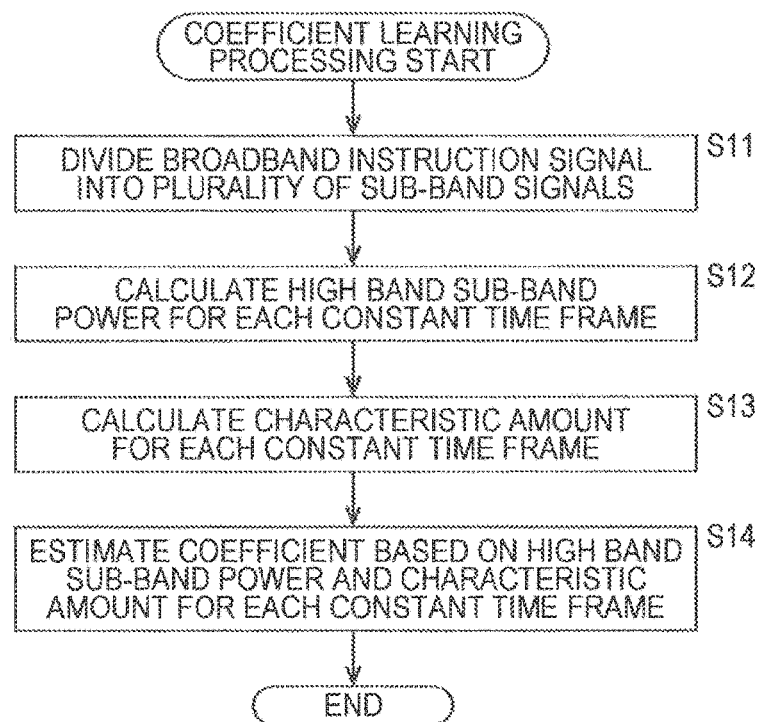 COEFFICIENT LEARNING
PROCESSING START
S11
DIVIDE BROADBAND INSTRUCTION SIGNAL
INTO PLURALITY OF SUB-BAND SIGNALS
S12
CALCULATE HIGH BAND SUB-BAND
POWER FOR EACH CONSTANT TIME FRAME
S13
CALCULATE CHARACTERISTIC AMOUNT
FOR EACH CONSTANT TIME FRAME
S14
ESTIMATE COEFFICIENT BASED ON HIGH BAND
SUB-BAND POWER AND CHARACTERISTIC
AMOUNT FOR EACH CONSTANT TIME FRAME
END